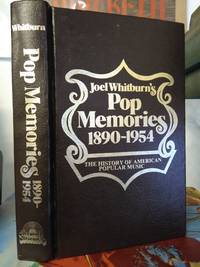 Whitburn
Pop Memories 1890-1954
Joel Whitburn's
Pop
Memories
1890-1954
THE HISTORY OF AMERICAN
POPULAR MUSIC